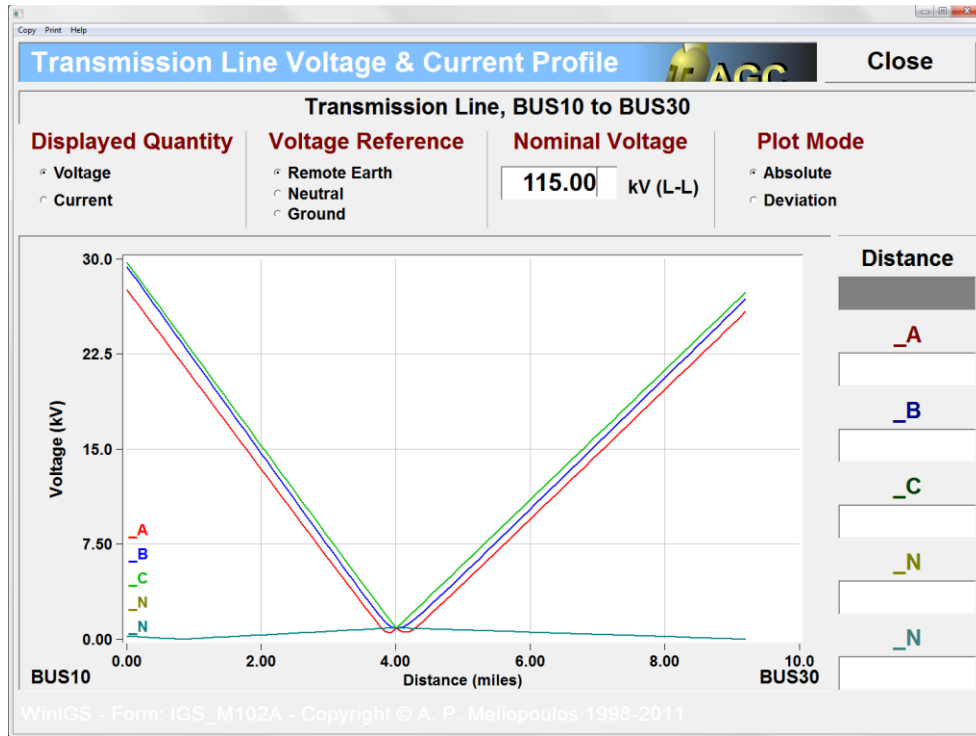 Copy Print Help
Transmission Line Voltage & Current Profile
AGC
Close
Transmission Line, BUS10 to BUS30
Displayed Quantity
Voltage
Current
Voltage Reference
Remote Earth
Neutral
Ground
Nominal Voltage
115.00 kV (L-L)
Plot Mode
Absolute
Deviation
30.0
22.5
15.0
7.50
0.00
Voltage (kV)
_A
_B
_C
_N
_N
0.00 2.00 4.00 6.00 8.00 10.0
BUS10 Distance (miles) BUS30
Distance
_A
_B
_C
_N
_N
WinIGS - Form: IGS_M102A - Copyright © A. P. Meliopoulos 1998-2011